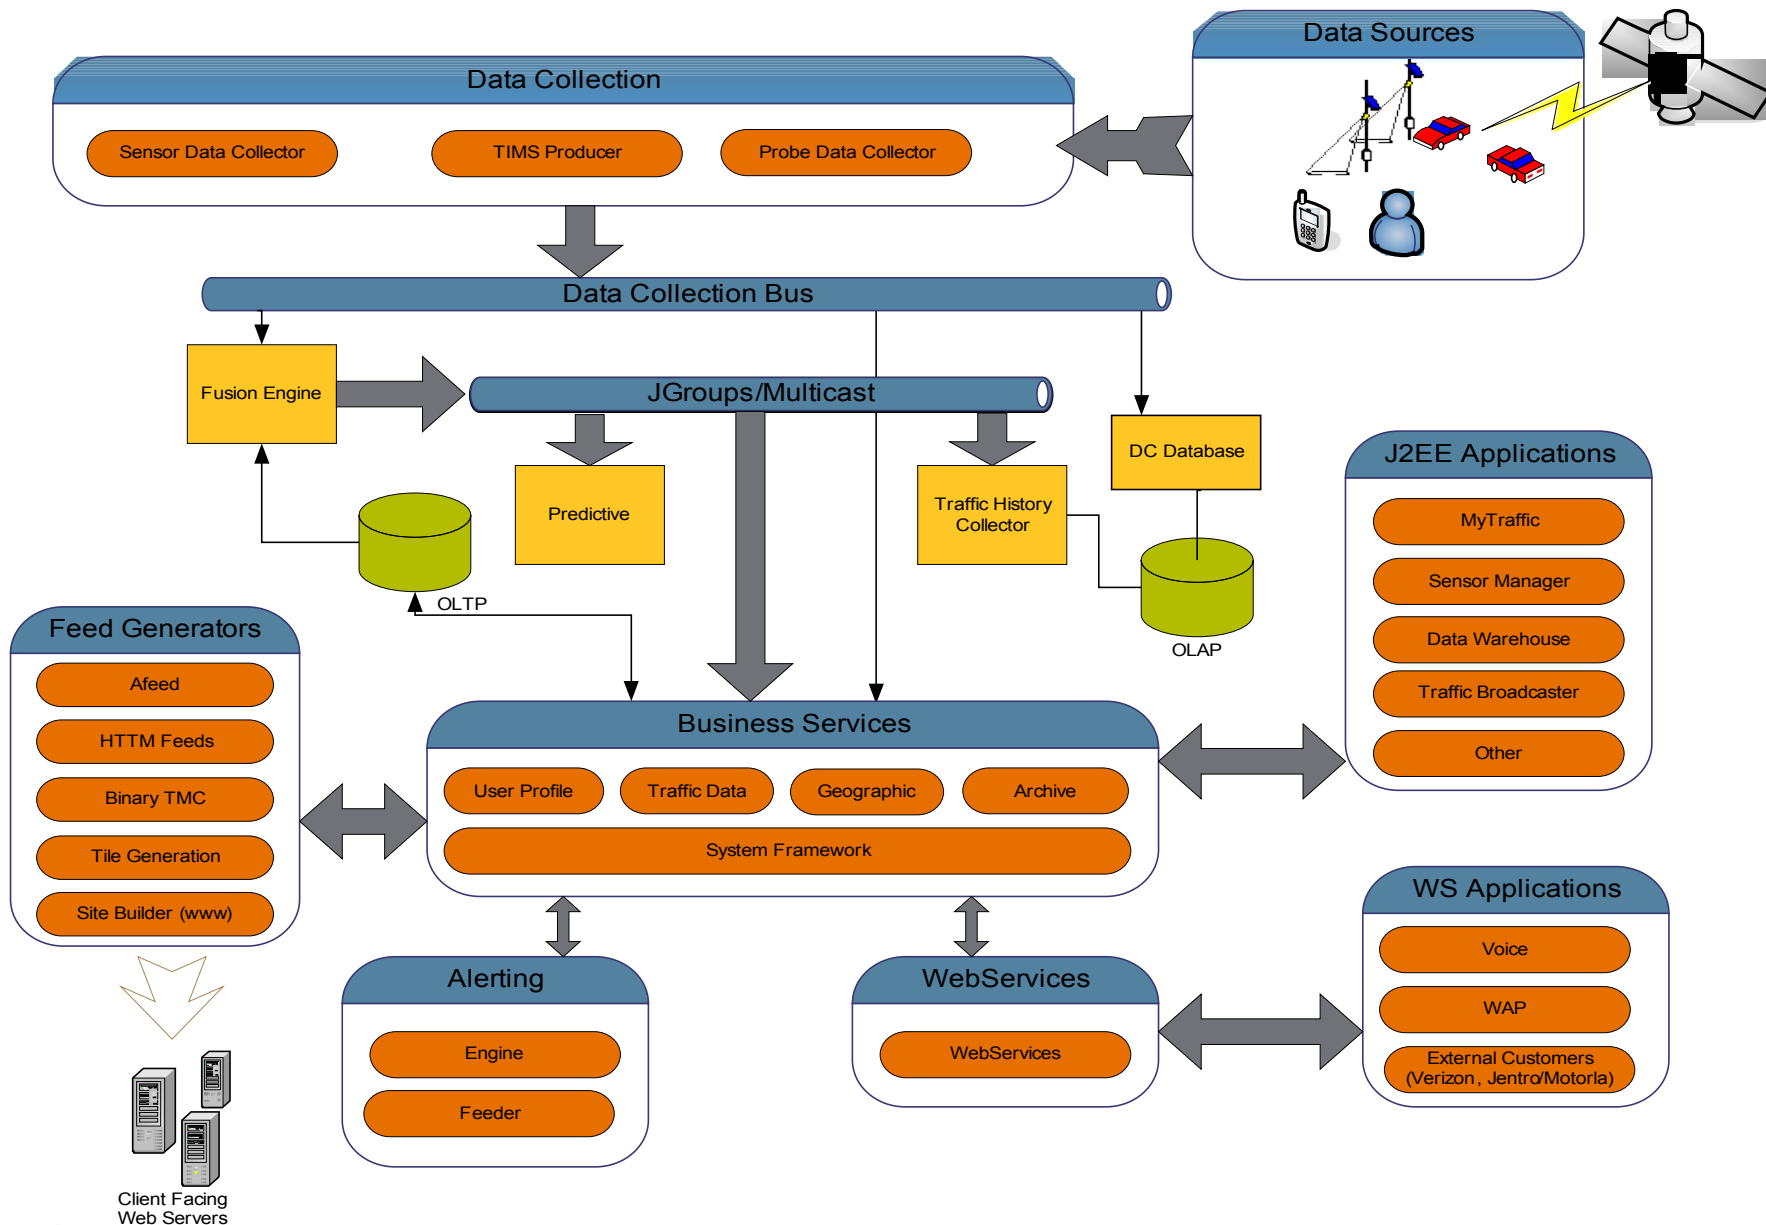 Data Sources
Data Collection
Sensor Data Collector
TIMS Producer
Probe Data Collector
Data Collection Bus
Fusion Engine
JGroups/Multicast
DC Database
Predictive
Traffic History
Collector
OLTP
OLAP
J2EE Applications
MyTraffic
Sensor Manager
Data Warehouse
Traffic Broadcaster
Other
Feed Generators
Afeed
HTTM Feeds
Binary TMC
Tile Generation
Site Builder (www)
Business Services
User Profile
Traffic Data
Geographic
Archive
System Framework
WS Applications
Voice
WAP
External Customers
(Verizon, Jentro/Motorla)
Alerting
Engine
Feeder
WebServices
WebServices
Client Facing
Web Servers